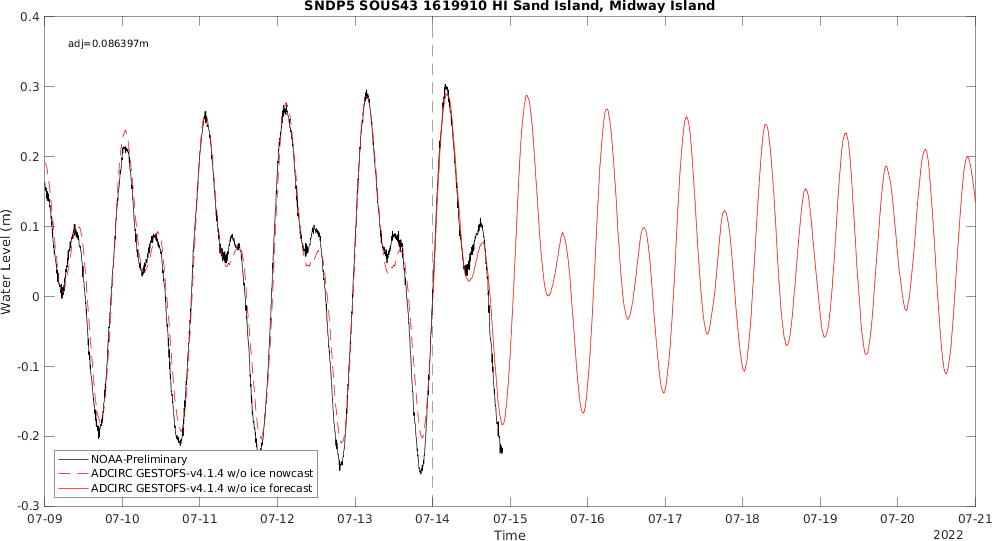 SNDP5 SOUS43 1619910 HI Sand Island, Midway Island
adj=0.086397m
0.4
0.3
0.2
0.1
0
-0.1
-0.2
-0.3
Water Level (m)
NOAA-Preliminary
ADCIRC GESTOFS-v4.1.4 w/o ice nowcast
ADCIRC GESTOFS-v4.1.4 w/o ice forecast
07-09 07-10 07-11 07-12 07-13 07-14 07-15 07-16 07-17 07-18 07-19 07-20 07-21
Time
2022